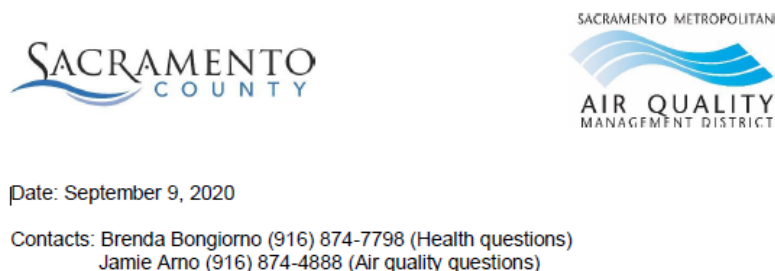 SACRAMENTO METROPOLITAN
SACRAMENTO
COUNTY
AIR QUALITY
MANAGEMENT DISTRICT
Date: September 9, 2020
Contacts: Brenda Bongiorno (916) 874-7798 (Health questions)
Jamie Arno (916) 874-4888 (Air quality questions)